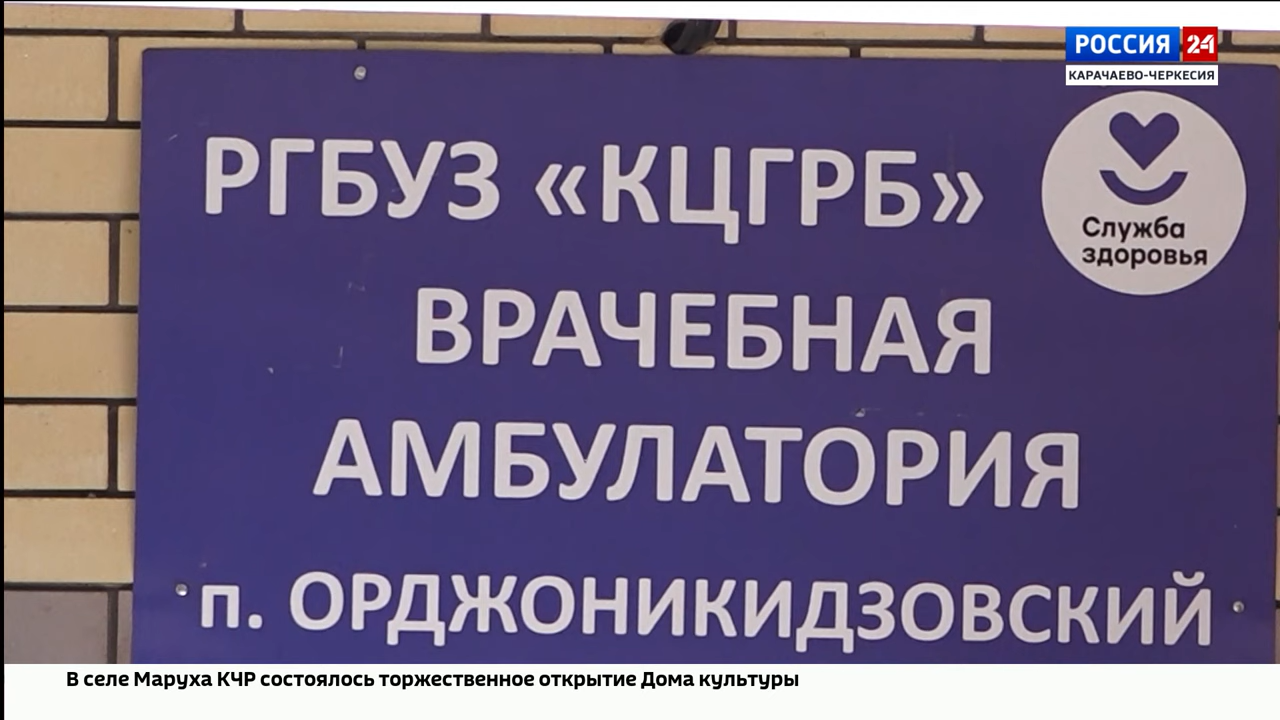 РОССИЯ 24
КАРАЧАЕВО-ЧЕРКЕСИЯ
РГБУЗ «КЦГРБ»
Служба
здоровья
ВРАЧЕБНАЯ
АМБУЛАТОРИЯ
п. ОРДЖОНИКИДЗОВСКИЙ
В селе Маруха КЧР состоялось торжественное открытие Дома культуры